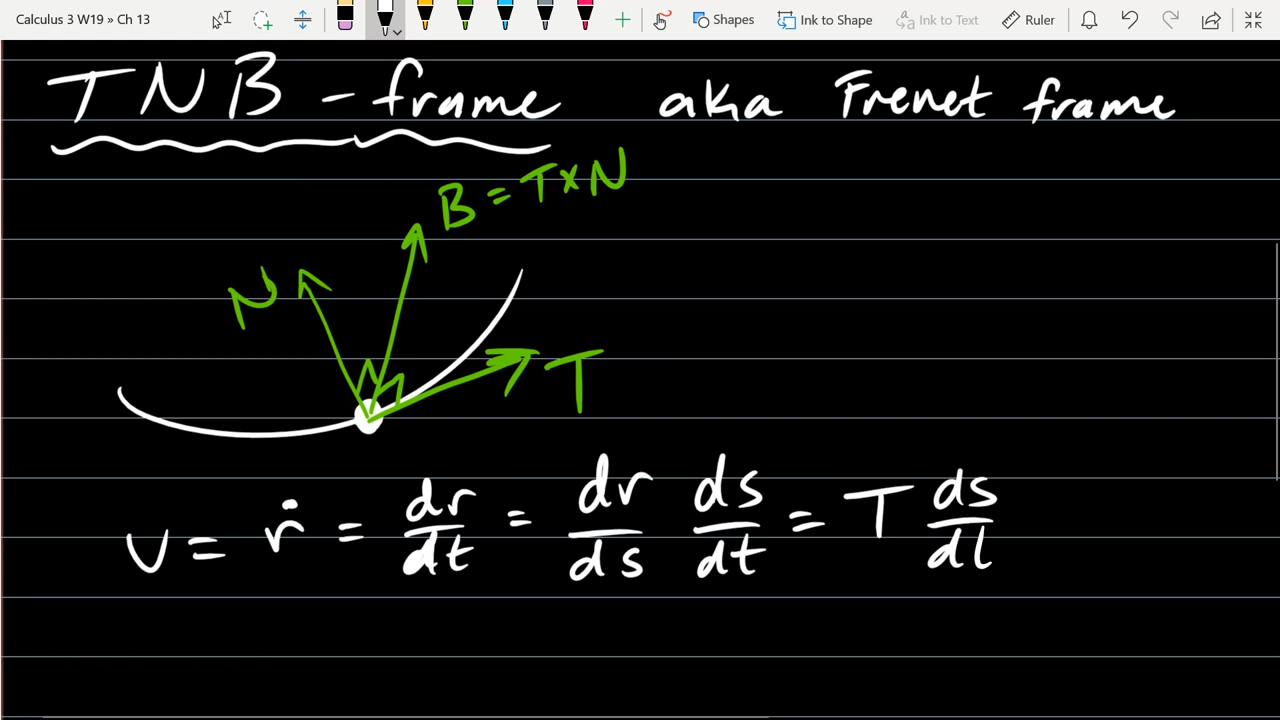 Calculus 3 W19 » Ch 13
Shapes
Ink to Shape
Ink to Text
Ruler
TNB - frame aka Frenet frame
B = T × N
N
T
v = ṙ = dr/dt = dr/ds ds/dt = T ds/dl